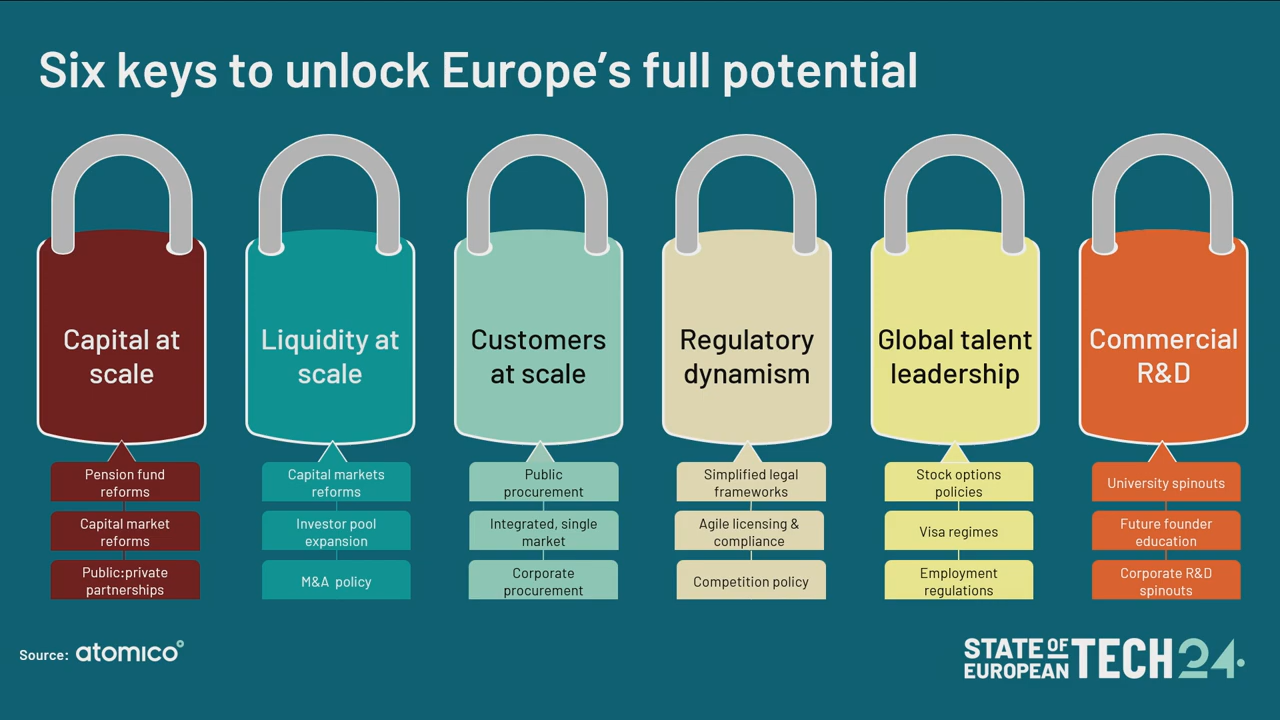 Six keys to unlock Europe’s full potential
Capital at
scale
Liquidity at
scale
Customers
at scale
Regulatory
dynamism
Global talent
leadership
Commercial
R&D
Pension fund
reforms
Capital market
reforms
Public:private
partnerships
Capital markets
reforms
Investor pool
expansion
M&A policy
Public
procurement
Integrated, single
market
Corporate
procurement
Simplified legal
frameworks
Agile licensing &
compliance
Competition policy
Stock options
policies
Visa regimes
Employment
regulations
University spinouts
Future founder
education
Corporate R&D
spinouts
Source: atomico
STATE OF
EUROPEAN
TECH 24